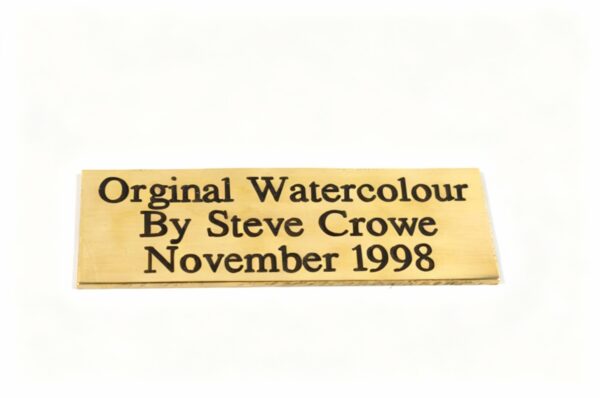 Orginal Watercolour
By Steve Crowe
November 1998